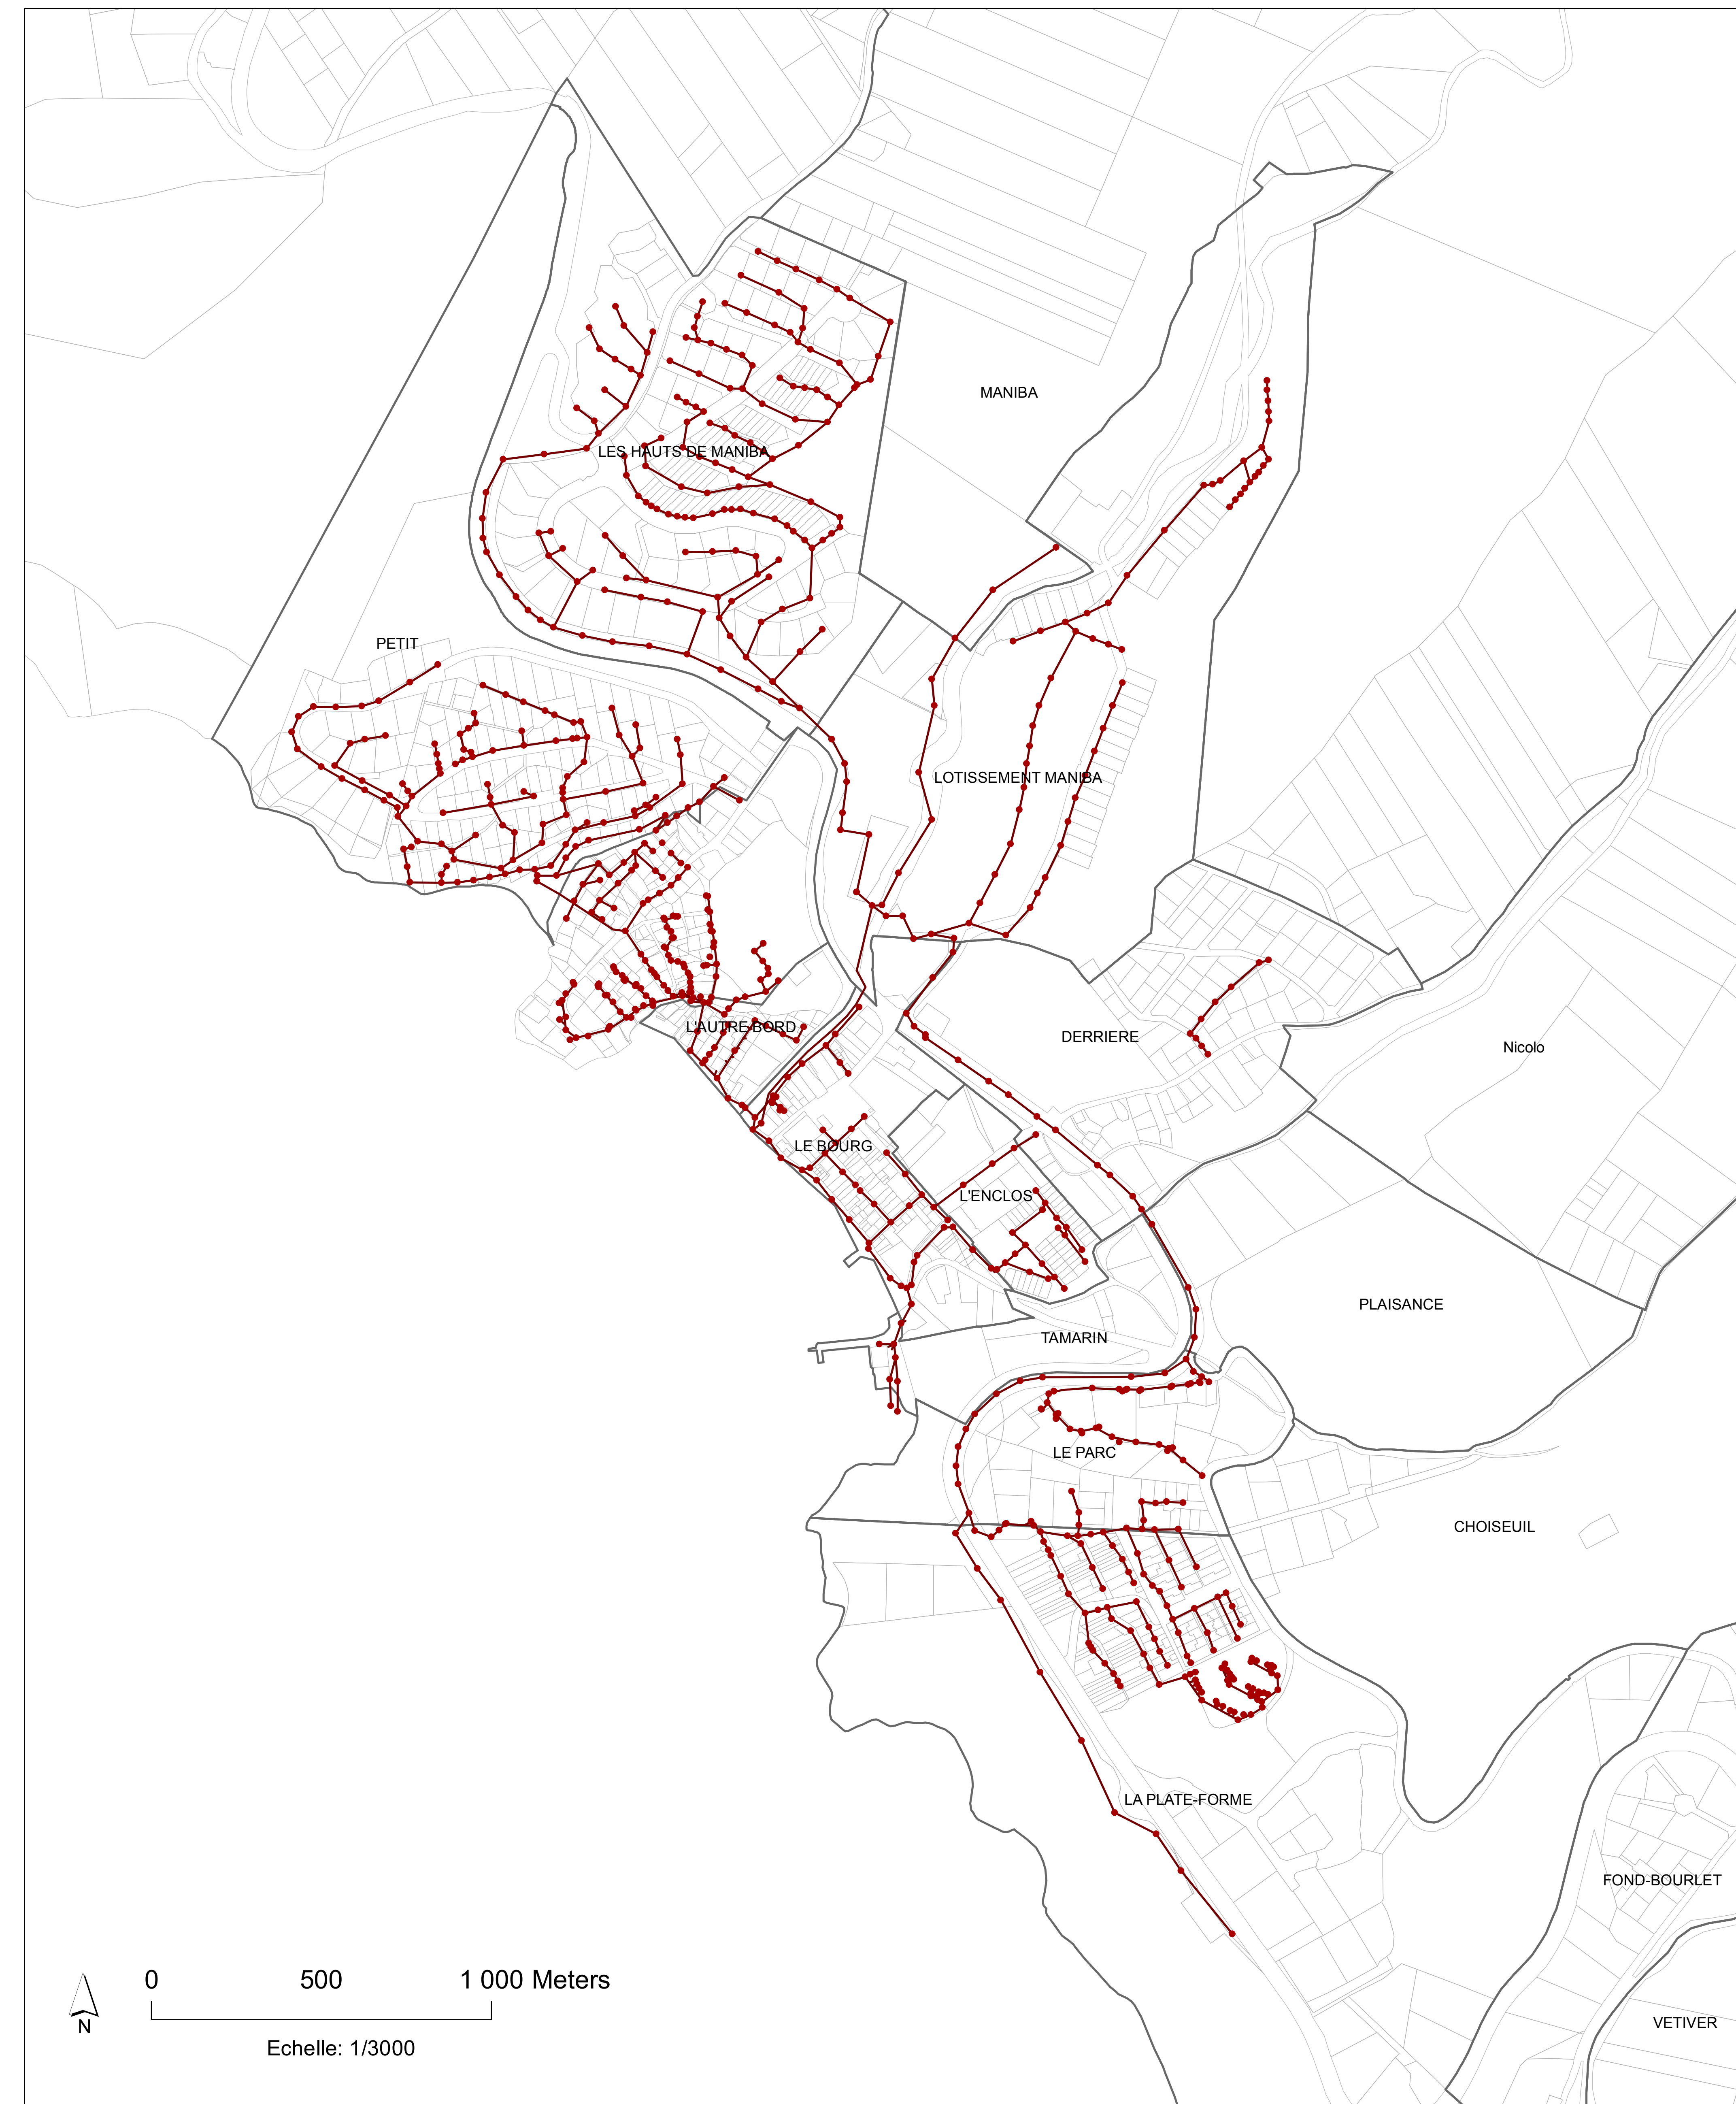 MANIBA
LES HAUTS DE MANIBA
PETIT
LOTISSEMENT MANIBA
L'AUTRE BORD
DERRIERE
Nicolo
LE BOURG
L'ENCLOS
PLAISANCE
TAMARIN
LE PARC
CHOISEUIL
LA PLATE-FORME
FOND-BOURLET
VETIVER
0 500 1 000 Meters
N
Echelle: 1/3000